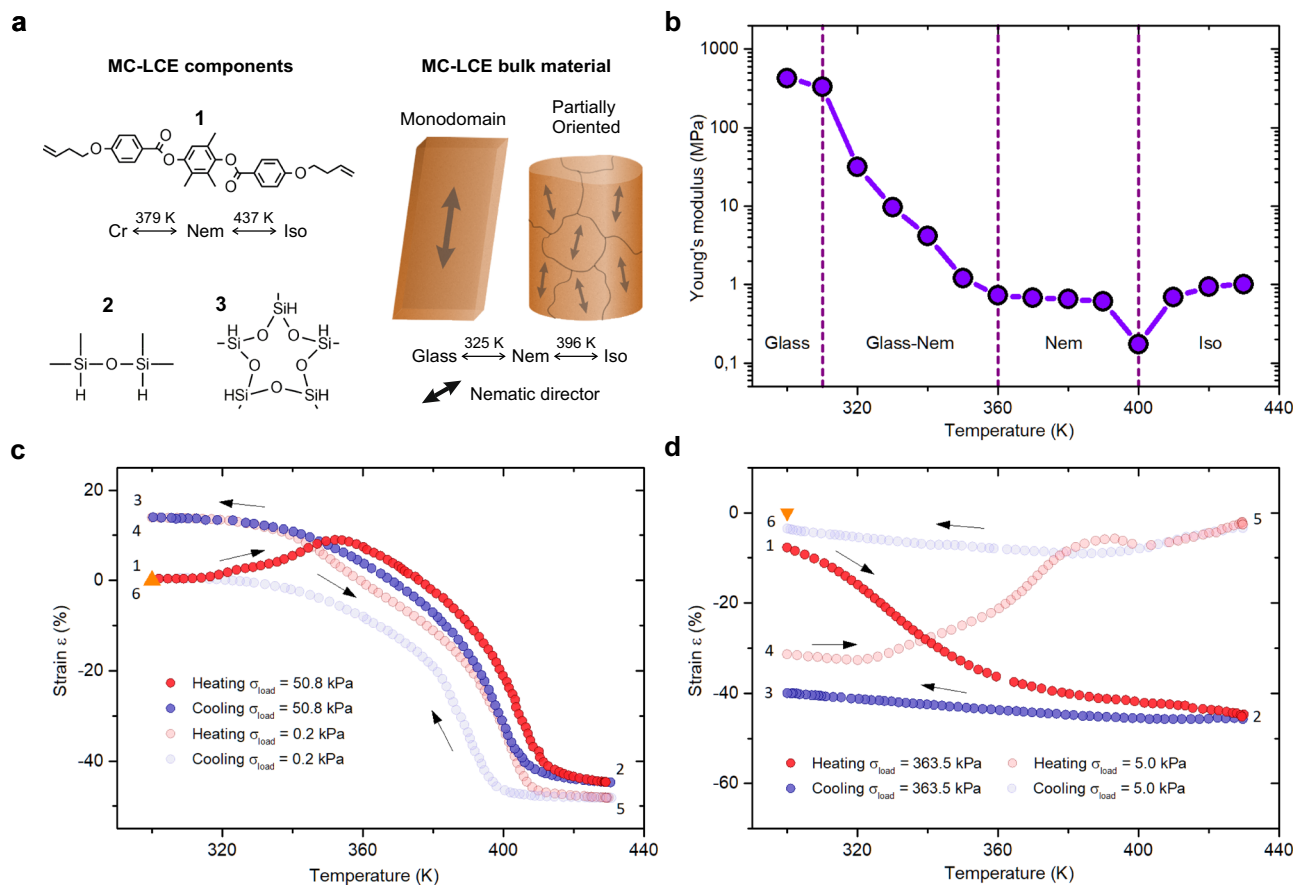 a
MC-LCE components
1
O
O
O
O
O
O
379 K
437 K
Cr
Nem
Iso
2
Si
O
Si
H
H
3
SiH
O
O
H
Si
H
Si
O
O
HSi
O
SiH
MC-LCE bulk material
Monodomain
Partially
Oriented
325 K
396 K
Glass
Nem
Iso
Nematic director
b
Young's modulus (MPa)
1000
100
10
1
0,1
Glass
Glass-Nem
Nem
Iso
320
360
400
440
Temperature (K)
c
Strain ε (%)
20
0
-20
-40
3
4
1
6
2
5
Heating σload = 50.8 kPa
Cooling σload = 50.8 kPa
Heating σload = 0.2 kPa
Cooling σload = 0.2 kPa
320
360
400
440
Temperature (K)
d
Strain ε (%)
0
-20
-40
-60
6
1
4
3
5
2
Heating σload = 363.5 kPa
Cooling σload = 363.5 kPa
Heating σload = 5.0 kPa
Cooling σload = 5.0 kPa
320
360
400
440
Temperature (K)